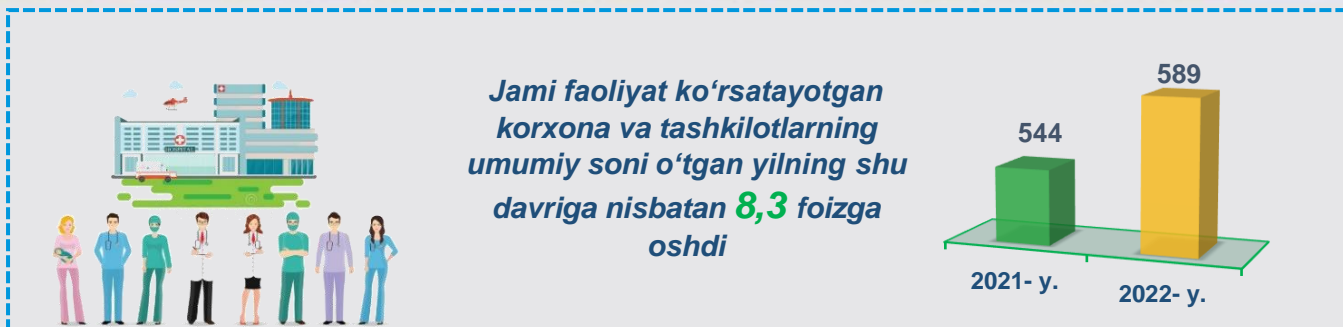 Jami faoliyat ko‘rsatayotgan
korxona va tashkilotlarning
umumiy soni o‘tgan yilning shu
davriga nisbatan 8,3 foizga
oshdi
589
544
2021- y.
2022- y.
HOSPITAL